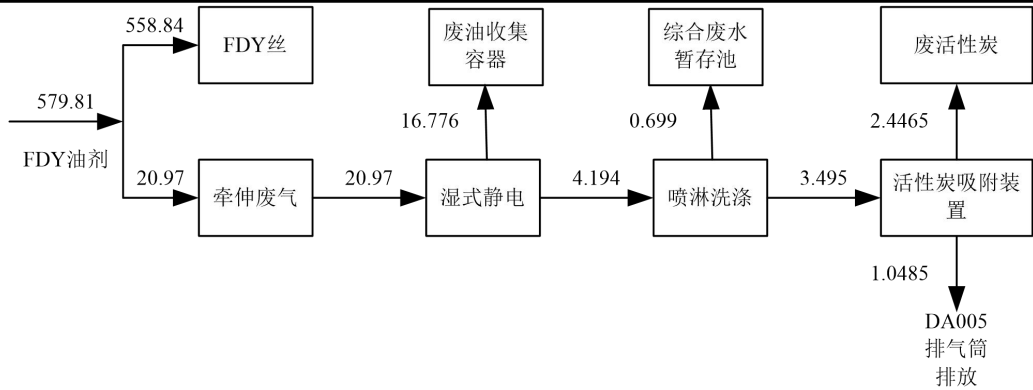 558.84
FDY丝
废油收集
容器
综合废水
暂存池
废活性炭
579.81
16.776
0.699
2.4465
FDY油剂
20.97
牵伸废气
20.97
湿式静电
4.194
喷淋洗涤
3.495
活性炭吸附装
置
1.0485
DA005
排气筒
排放